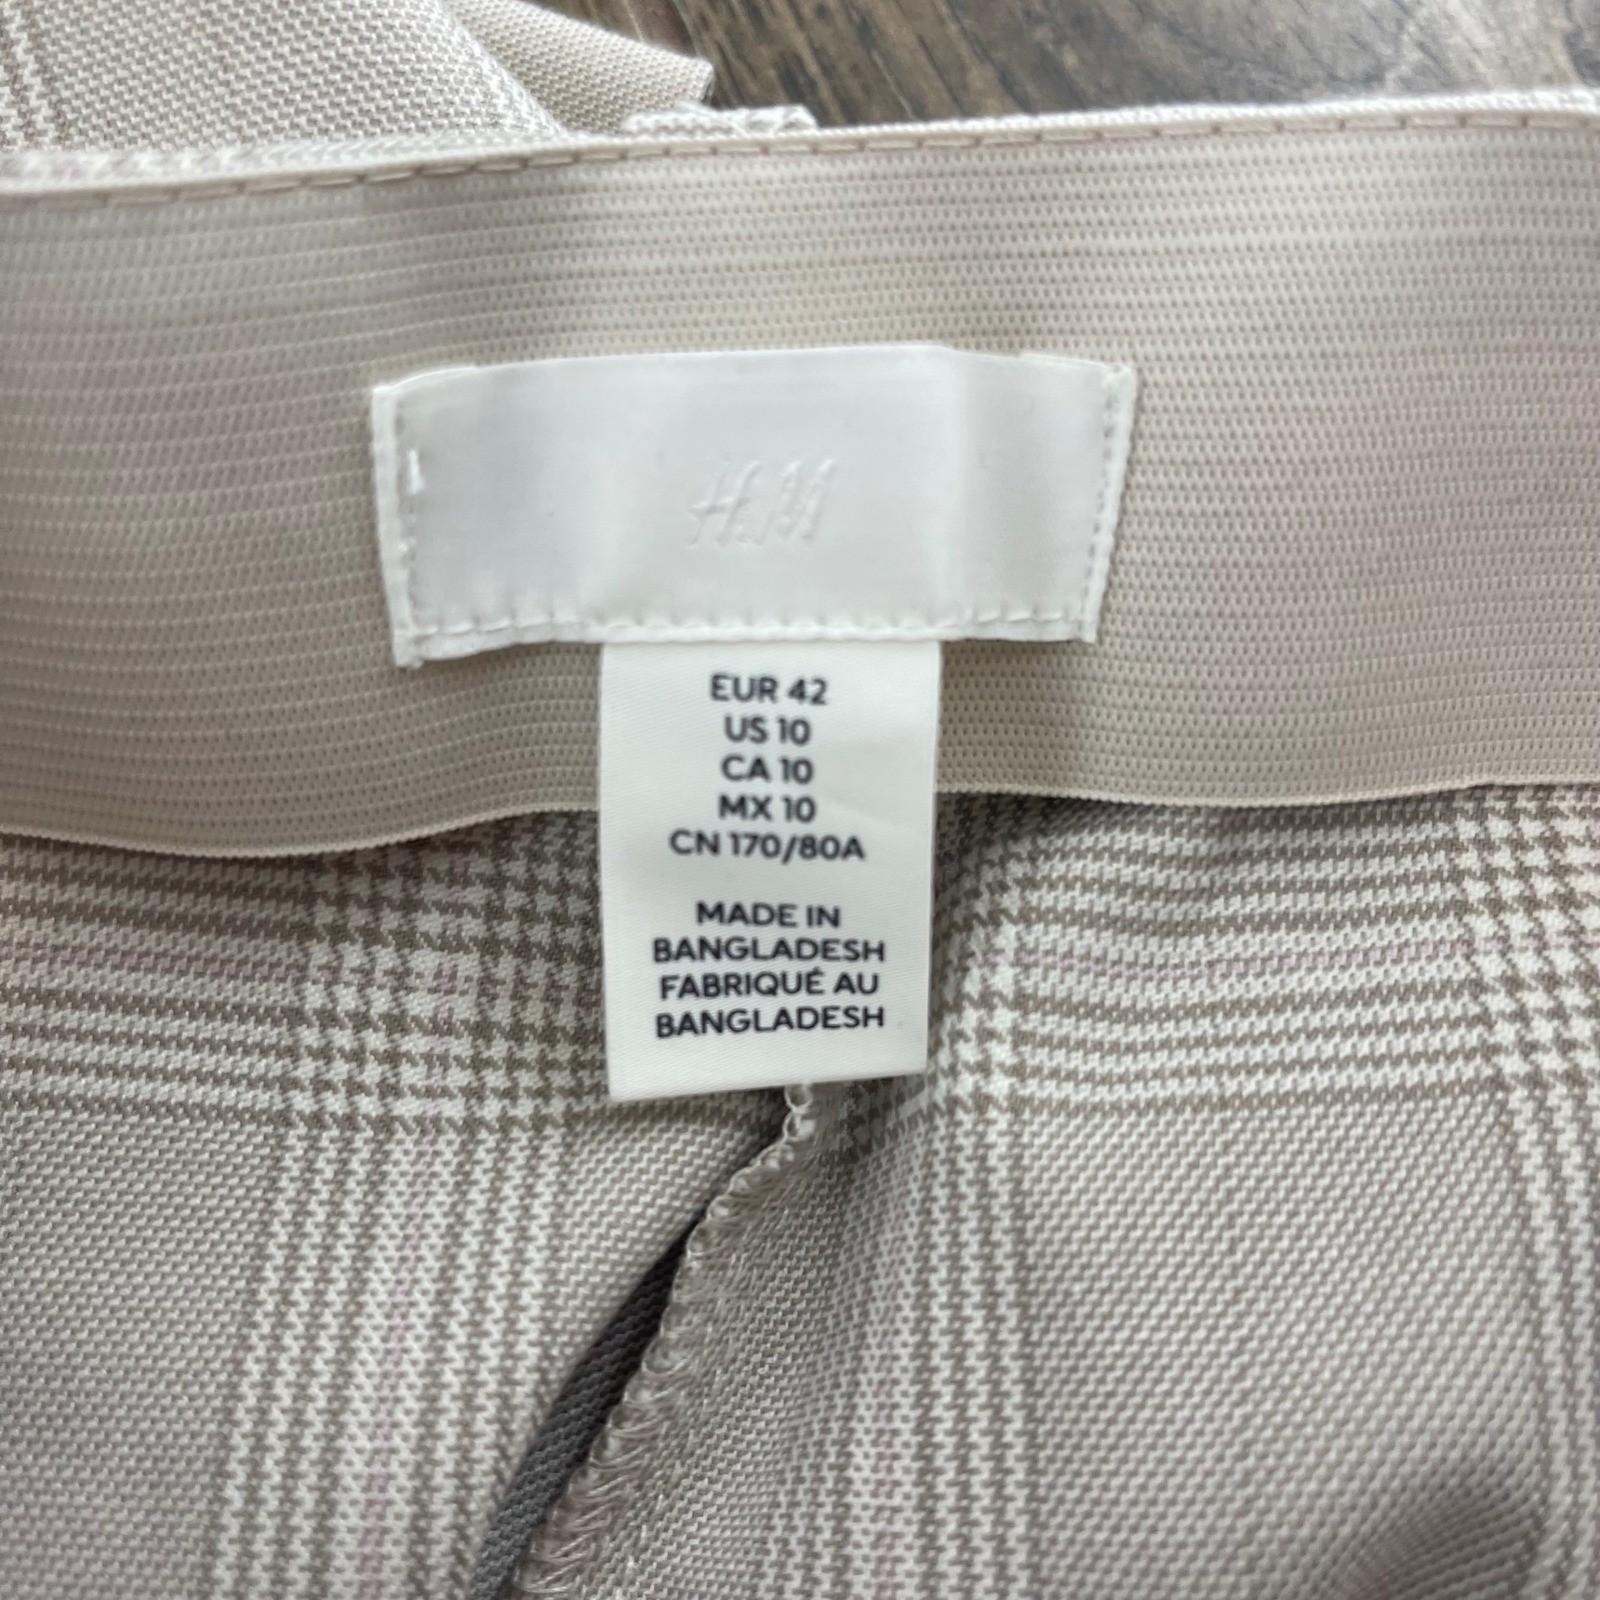 H&M
EUR 42
US 10
CA 10
MX 10
CN 170/80A
MADE IN
BANGLADESH
FABRIQUÉ AU
BANGLADESH